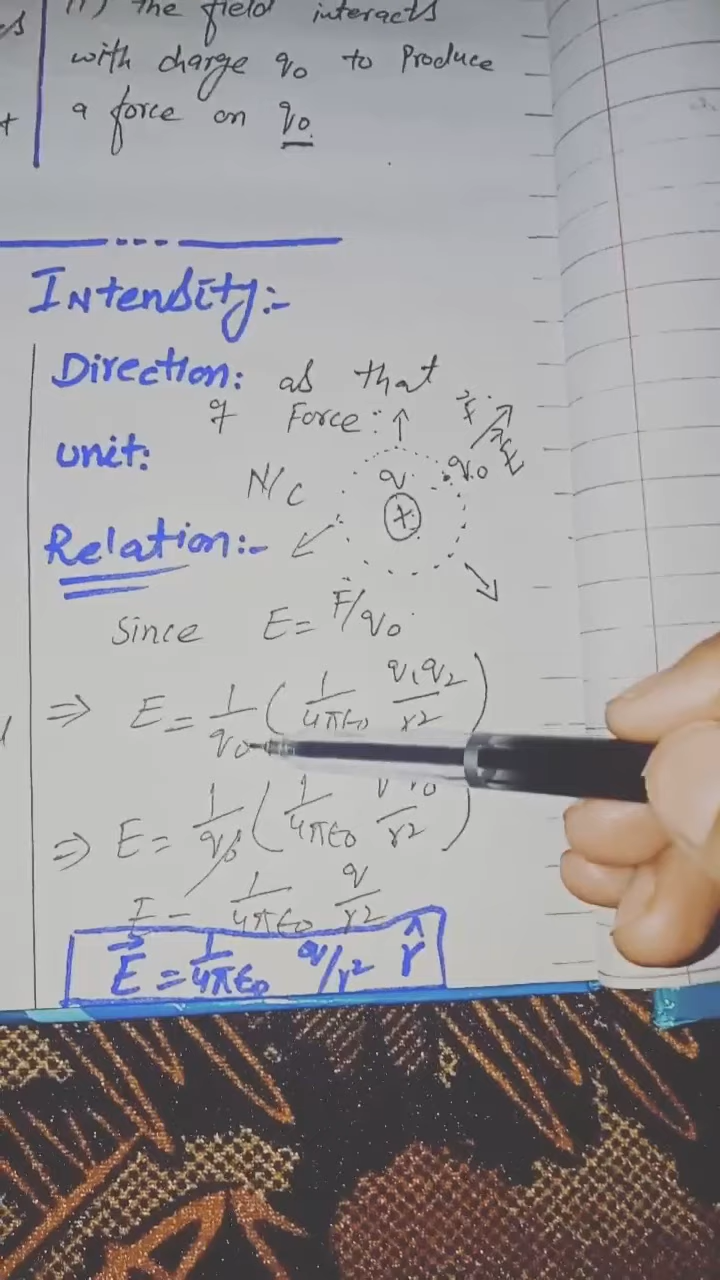 the field interacts
with charge q₀ to Produce
a force on q₀.
Intensity:-
Direction: as that
of Force:
unit:
N/C
q
q₀
+
Relation:-
Since E = F/q₀
⇒ E = 1/q₀ ( 1/4πε₀ q₁q₂/r² )
⇒ E = 1/q₀ ( 1/4πε₀ /r² )
E = 1/4πε₀ q/r²
E⃗ = 1/4πε₀ q/r² r̂